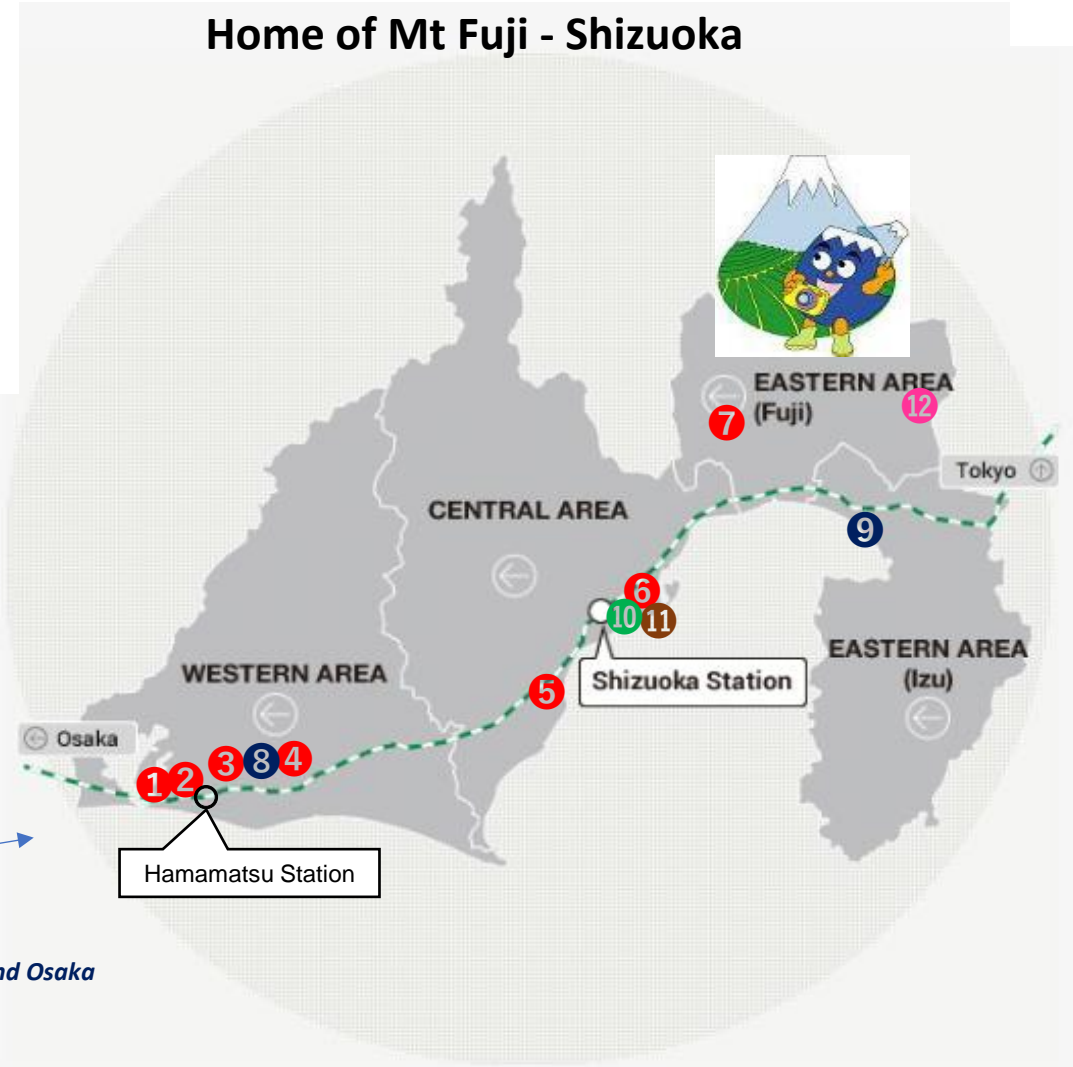 Home of Mt Fuji - Shizuoka
EASTERN AREA
(Fuji)
12
7
Tokyo
CENTRAL AREA
9
6
10
11
Shizuoka Station
EASTERN AREA
(Izu)
WESTERN AREA
5
Osaka
1
2
3
8
4
Hamamatsu Station
nd Osaka